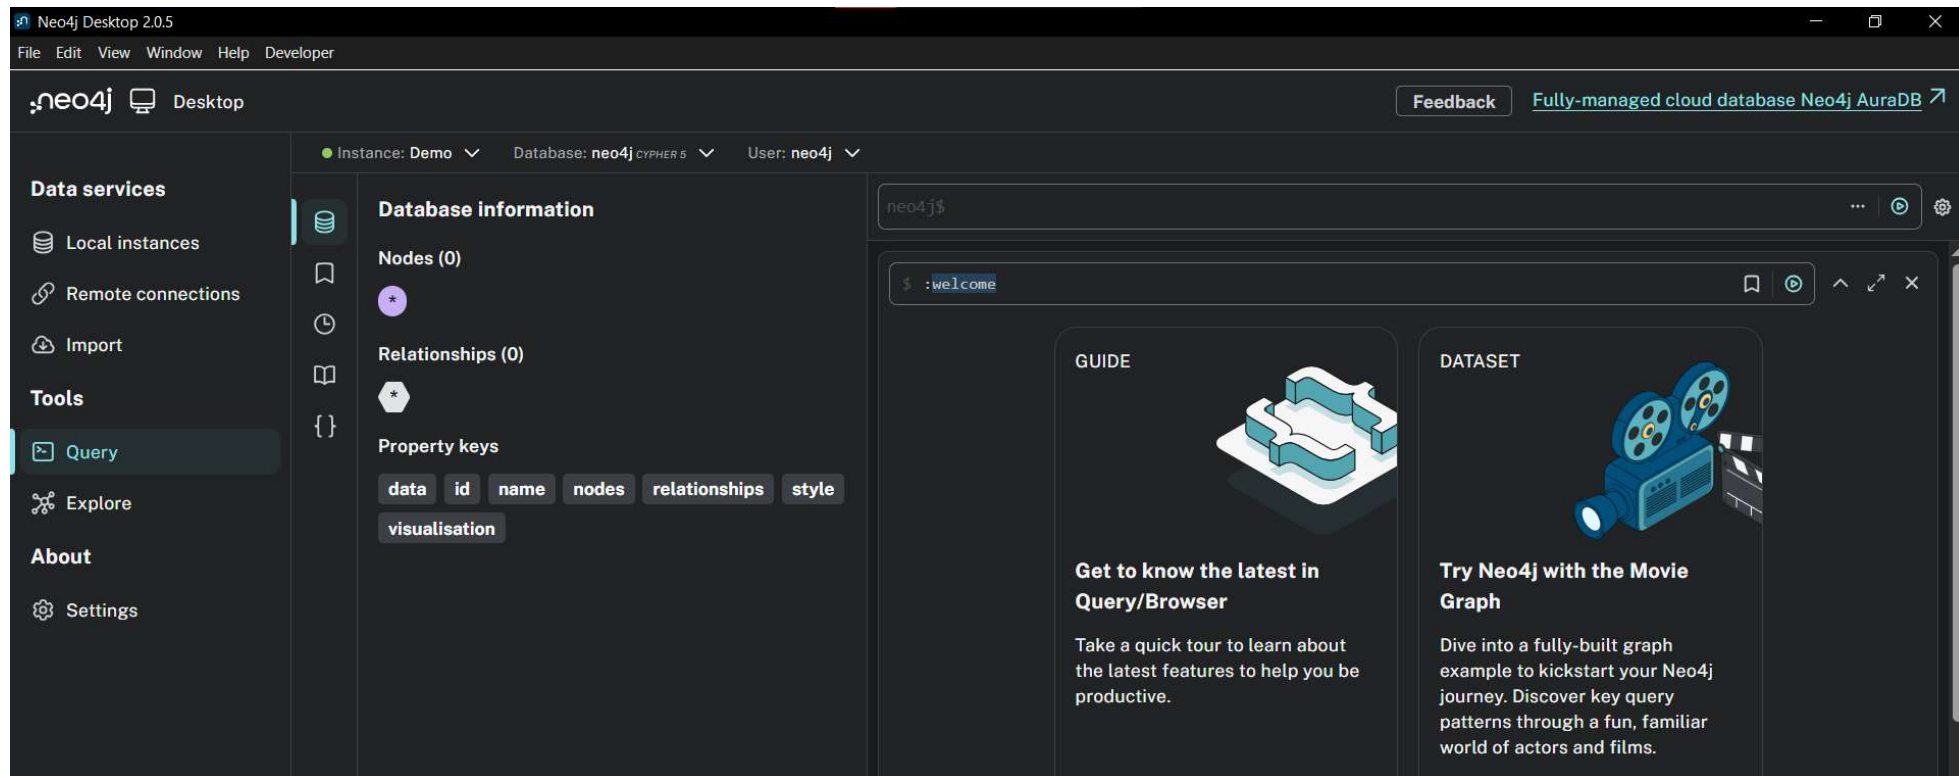 Neo4j Desktop 2.0.5
File Edit View Window Help Developer
:neo4j Desktop
Feedback Fully-managed cloud database Neo4j AuraDB
Instance: Demo Database: neo4j CYPHER 5 User: neo4j
Data services
Local instances
Remote connections
Import
Tools
Query
Explore
About
Settings
Database information
Nodes (0)
*
Relationships (0)
*
Property keys
data id name nodes relationships style
visualisation
neo4j$
$ :welcome
GUIDE
Get to know the latest in
Query/Browser
Take a quick tour to learn about
the latest features to help you be
productive.
DATASET
Try Neo4j with the Movie
Graph
Dive into a fully-built graph
example to kickstart your Neo4j
journey. Discover key query
patterns through a fun, familiar
world of actors and films.